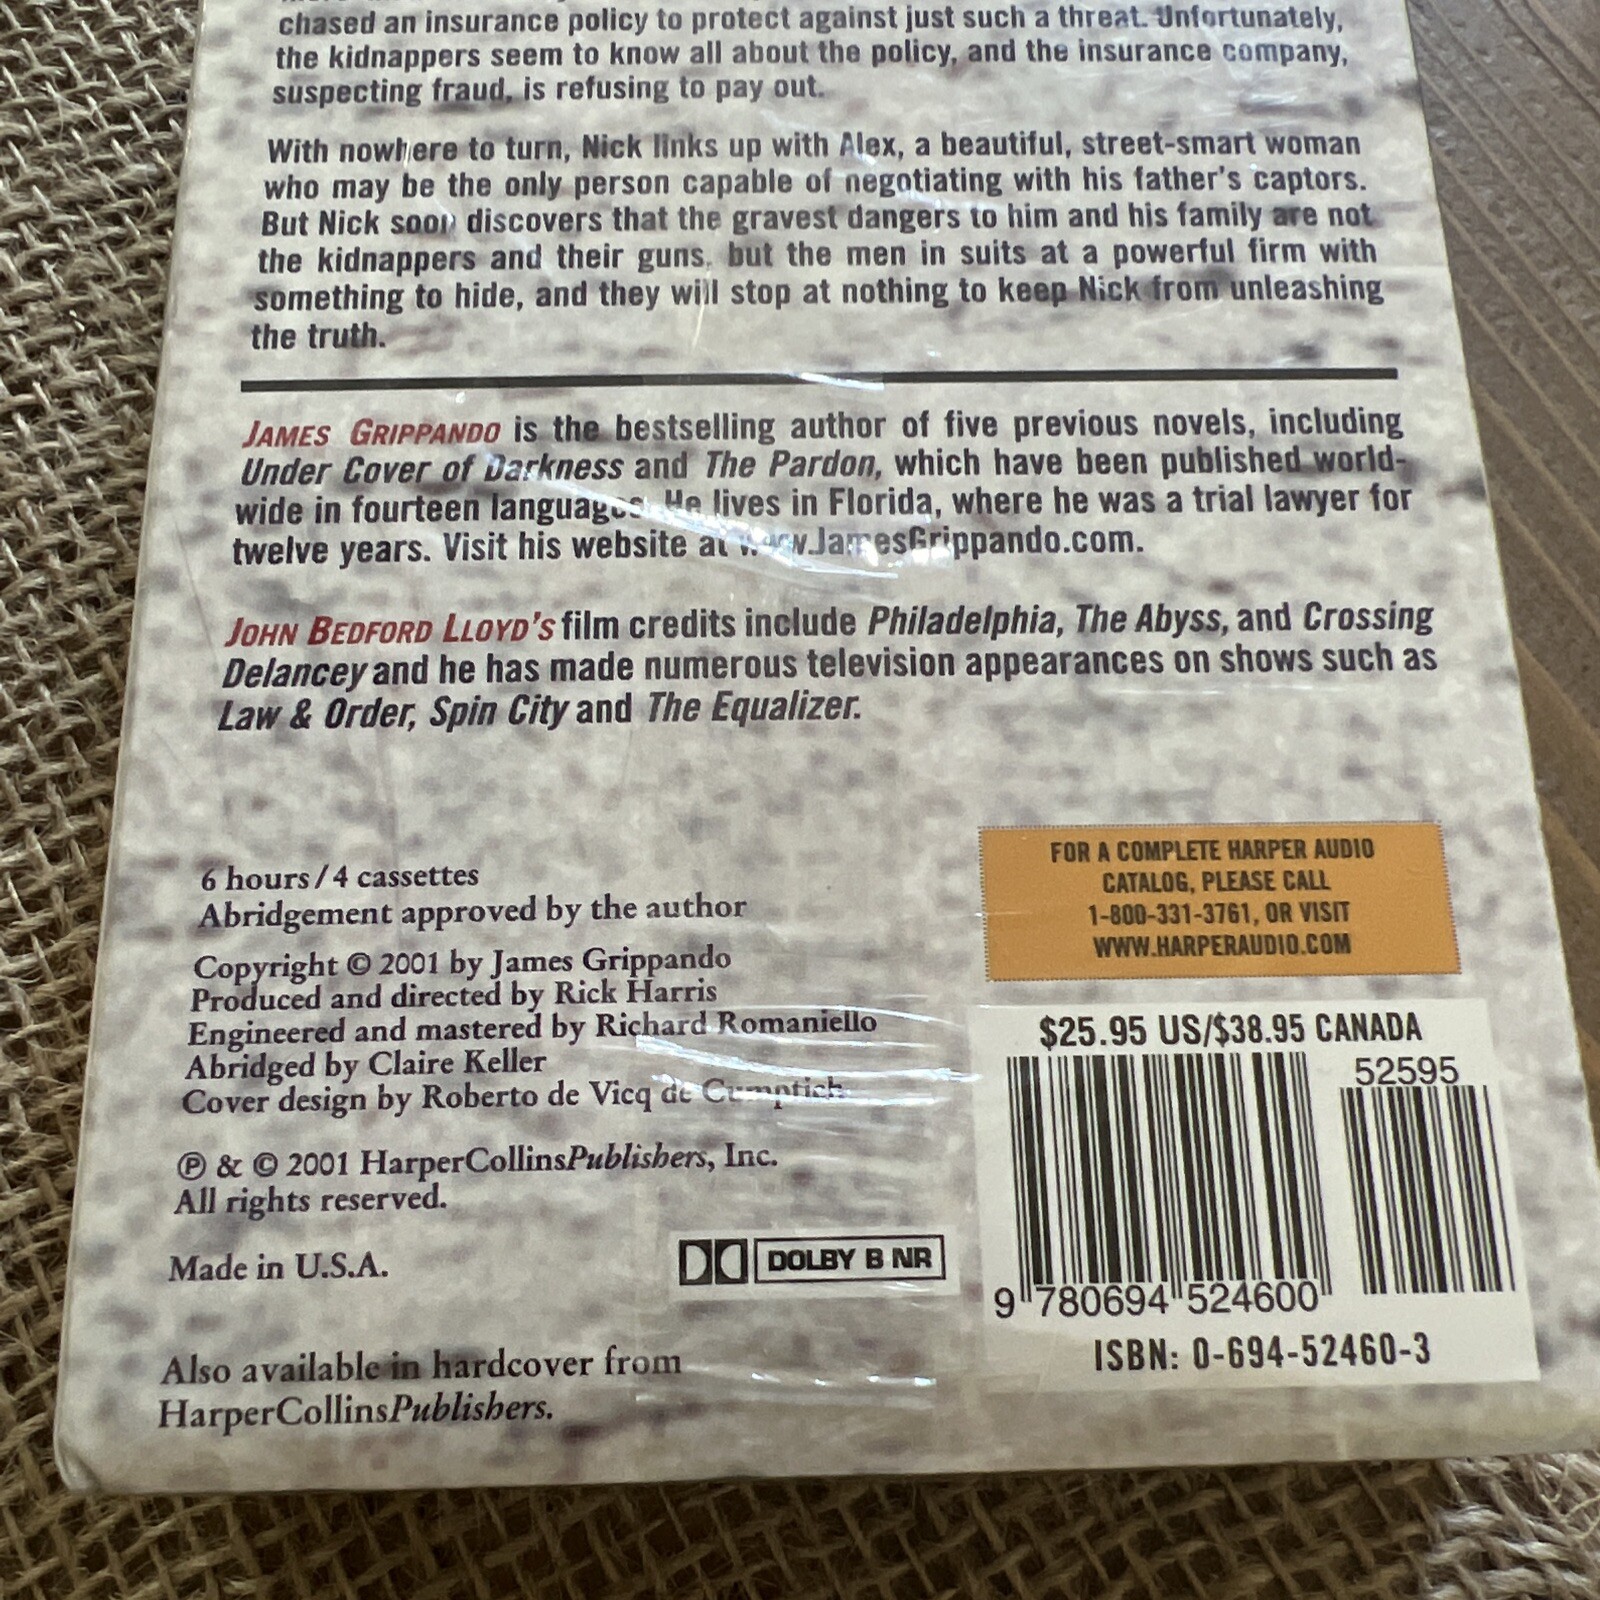 chased an insurance policy to protect against just such a threat. Unfortunately,
the kidnappers seem to know all about the policy, and the insurance company,
suspecting fraud, is refusing to pay out.
With nowhere to turn, Nick links up with Alex, a beautiful, street-smart woman
who may be the only person capable of negotiating with his father's captors.
But Nick soon discovers that the gravest dangers to him and his family are not
the kidnappers and their guns, but the men in suits at a powerful firm with
something to hide, and they will stop at nothing to keep Nick from unleashing
the truth.
JAMES GRIPPANDO is the bestselling author of five previous novels, including
Under Cover of Darkness and The Pardon, which have been published world-
wide in fourteen languages. He lives in Florida, where he was a trial lawyer for
twelve years. Visit his website at www.JamesGrippando.com.
JOHN BEDFORD LLOYD'S film credits include Philadelphia, The Abyss, and Crossing
Delancey and he has made numerous television appearances on shows such as
Law & Order, Spin City and The Equalizer.
6 hours/4 cassettes
Abridgement approved by the author
Copyright © 2001 by James Grippando
Produced and directed by Rick Harris
Engineered and mastered by Richard Romaniello
Abridged by Claire Keller
Cover design by Roberto de Vicq de Cumptich
℗ & © 2001 HarperCollinsPublishers, Inc.
All rights reserved.
Made in U.S.A.
DOLBY B NR
Also available in hardcover from
HarperCollinsPublishers.
FOR A COMPLETE HARPER AUDIO
CATALOG, PLEASE CALL
1-800-331-3761, OR VISIT
WWW.HARPERAUDIO.COM
$25.95 US/$38.95 CANADA
52595
9 780694 524600
ISBN: 0-694-52460-3